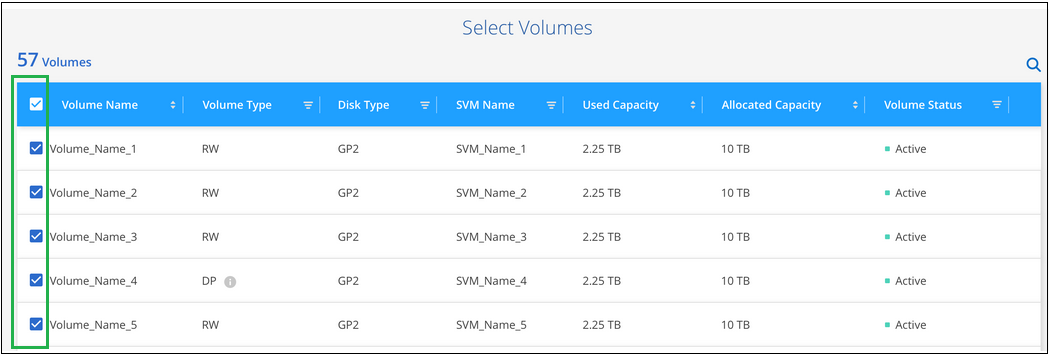 Select Volumes
57 Volumes
Volume Name Volume Type Disk Type SVM Name Used Capacity Allocated Capacity Volume Status
Volume_Name_1 RW GP2 SVM_Name_1 2.25 TB 10 TB Active
Volume_Name_2 RW GP2 SVM_Name_2 2.25 TB 10 TB Active
Volume_Name_3 RW GP2 SVM_Name_3 2.25 TB 10 TB Active
Volume_Name_4 DP i GP2 SVM_Name_4 2.25 TB 10 TB Active
Volume_Name_5 RW GP2 SVM_Name_5 2.25 TB 10 TB Active